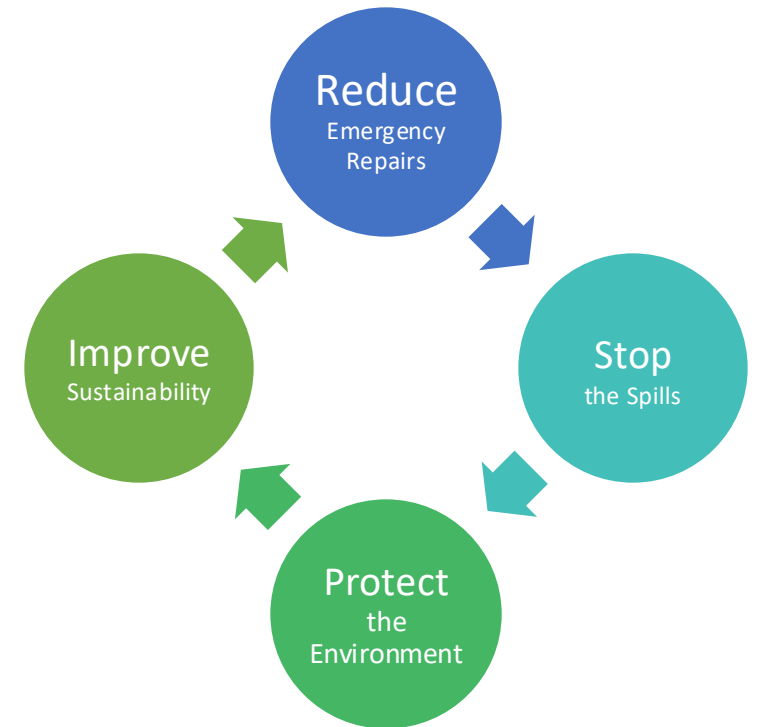 Reduce
Emergency
Repairs
Stop
the Spills
Protect
the
Environment
Improve
Sustainability